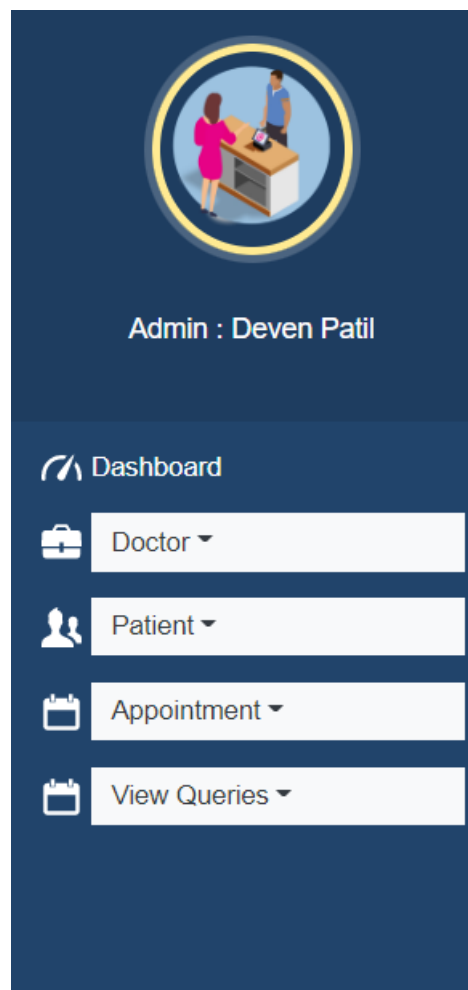 Admin : Deven Patil
Dashboard
Doctor
Patient
Appointment
View Queries